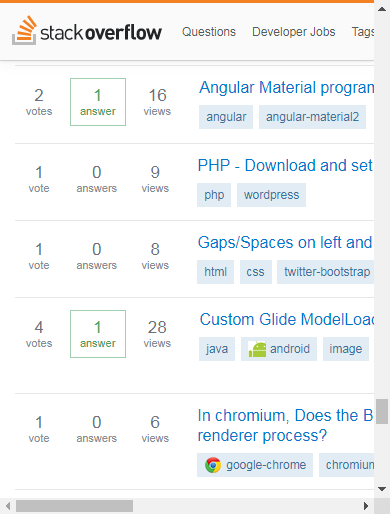 stackoverflow Questions Developer Jobs Tags
2 1 16 Angular Material program
votes answer views angular angular-material2
1 0 9 PHP - Download and set
vote answers views php wordpress
1 0 8 Gaps/Spaces on left and
vote answers views html css twitter-bootstrap
4 1 28 Custom Glide ModelLoad
votes answer views java android image
1 0 6 In chromium, Does the B
vote answers views renderer process?
google-chrome chromium